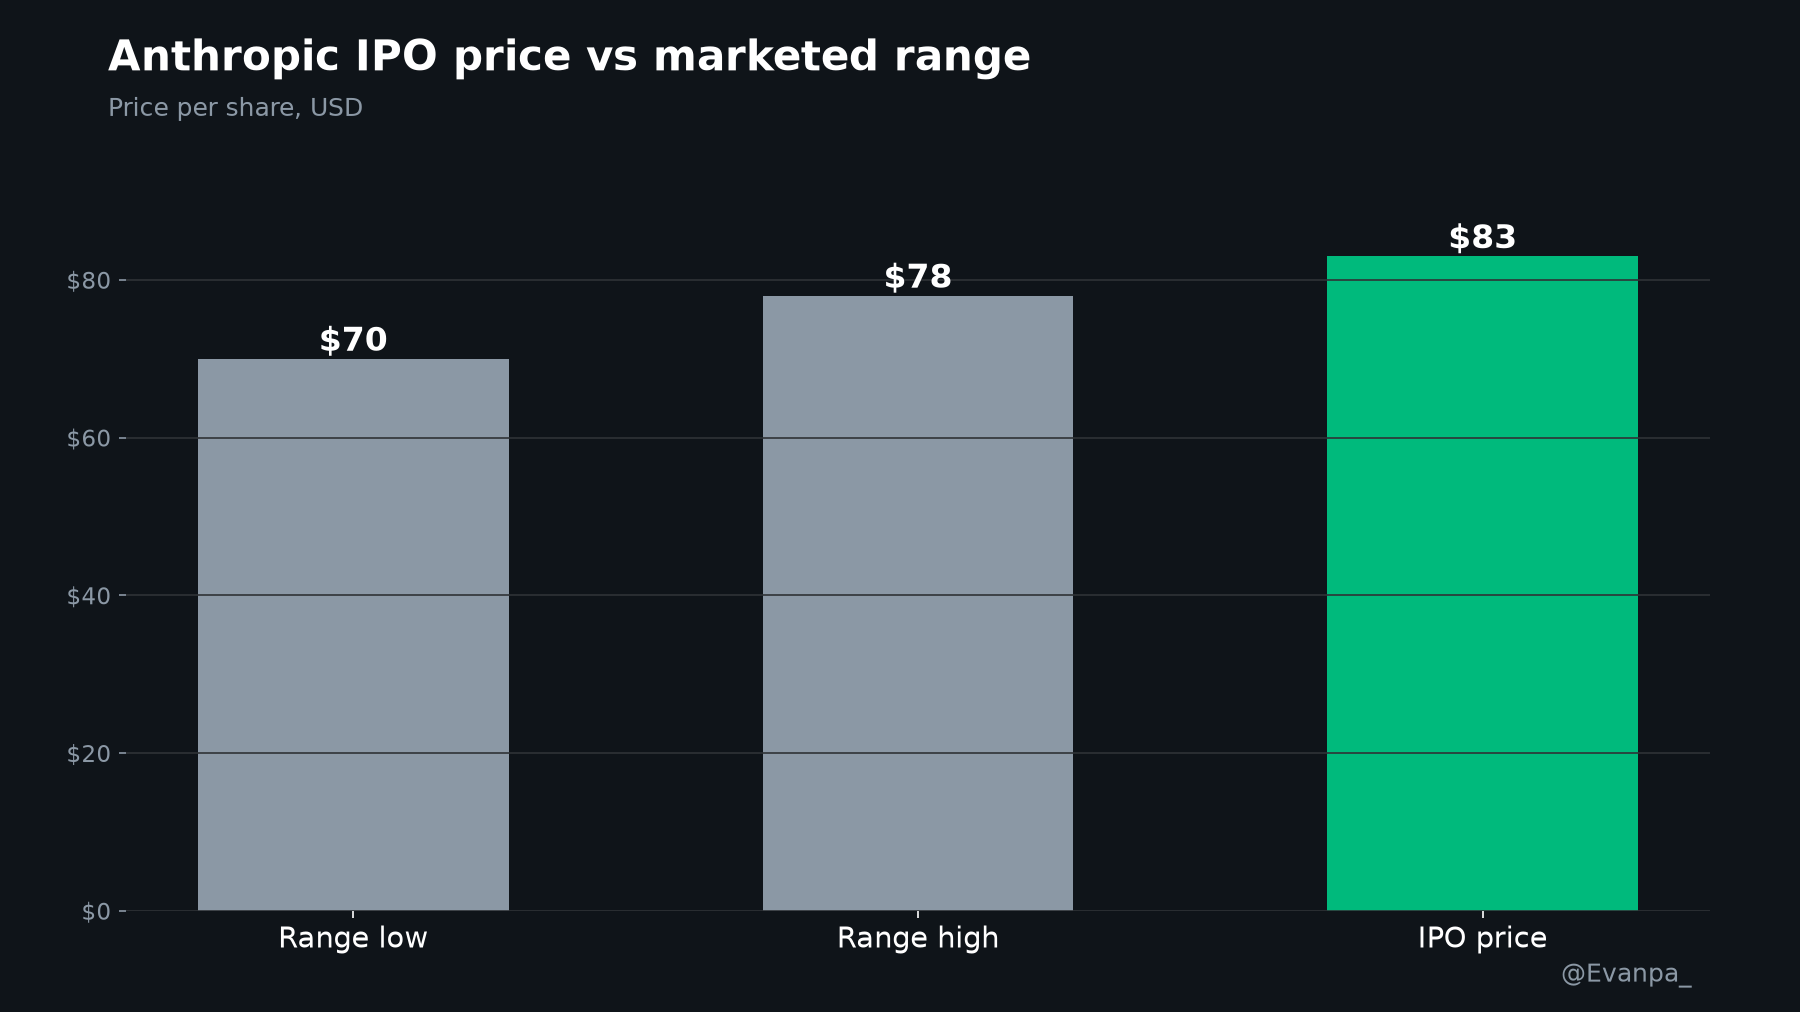 Anthropic IPO price vs marketed range
Price per share, USD
$83
$80
$78
$70
$60
$40
$20
$0
Range low
Range high
IPO price
@Evanpa_